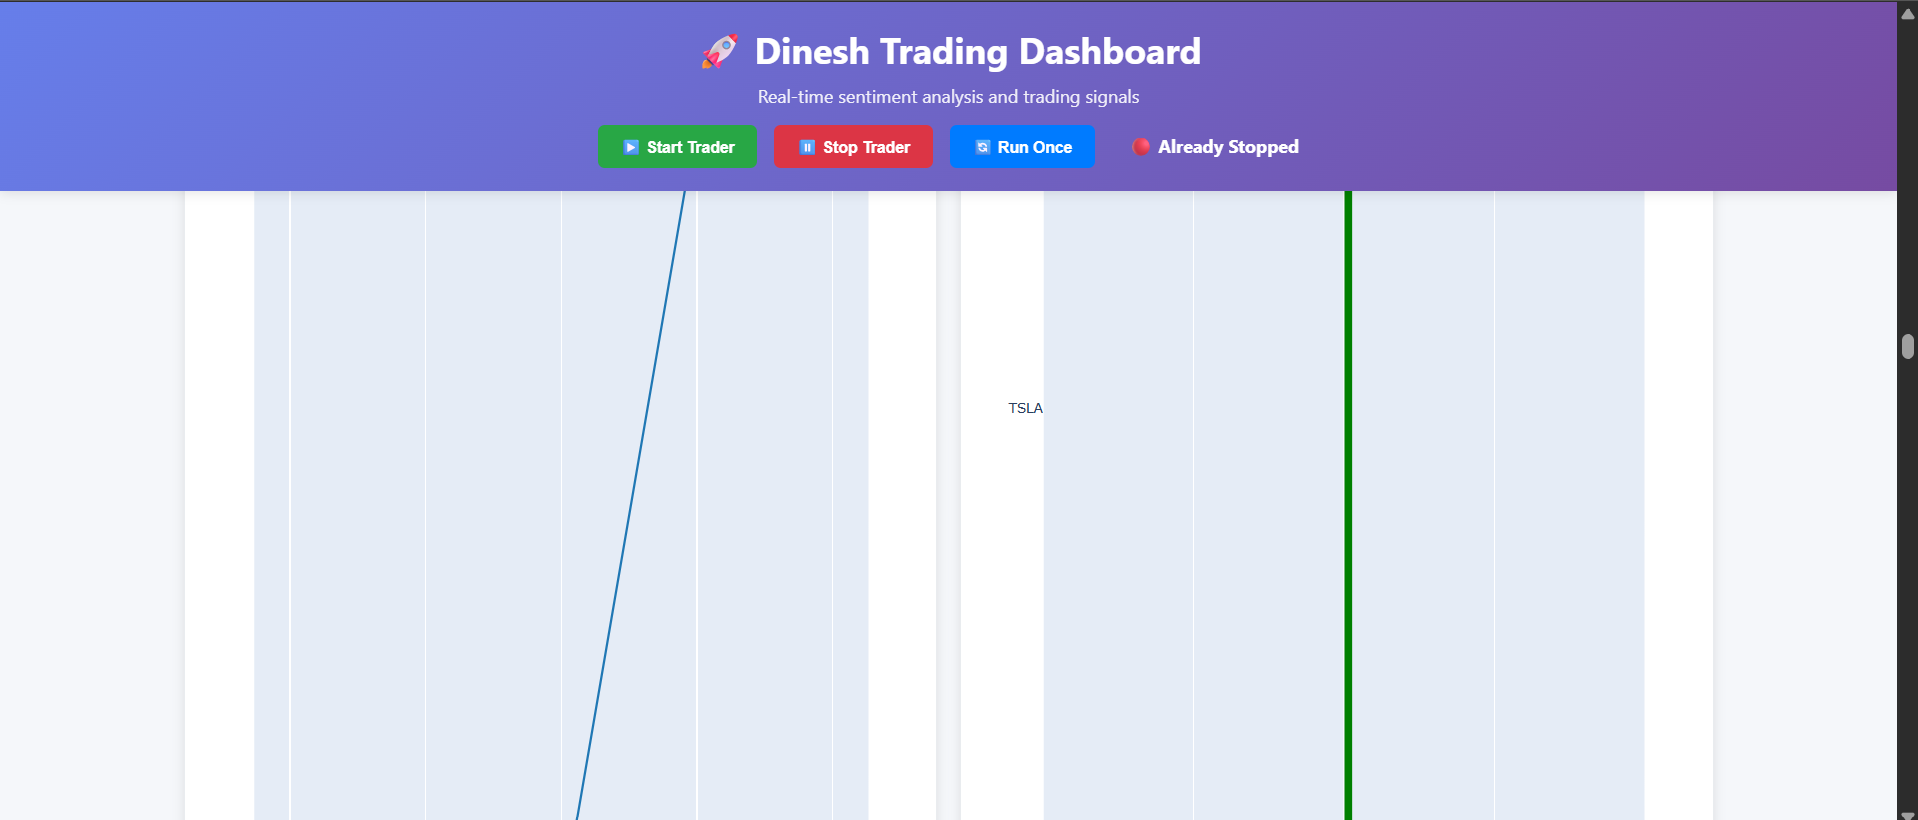 🚀 Dinesh Trading Dashboard
Real-time sentiment analysis and trading signals
▶️ Start Trader
⏸️ Stop Trader
🔄 Run Once
🔴 Already Stopped
TSLA